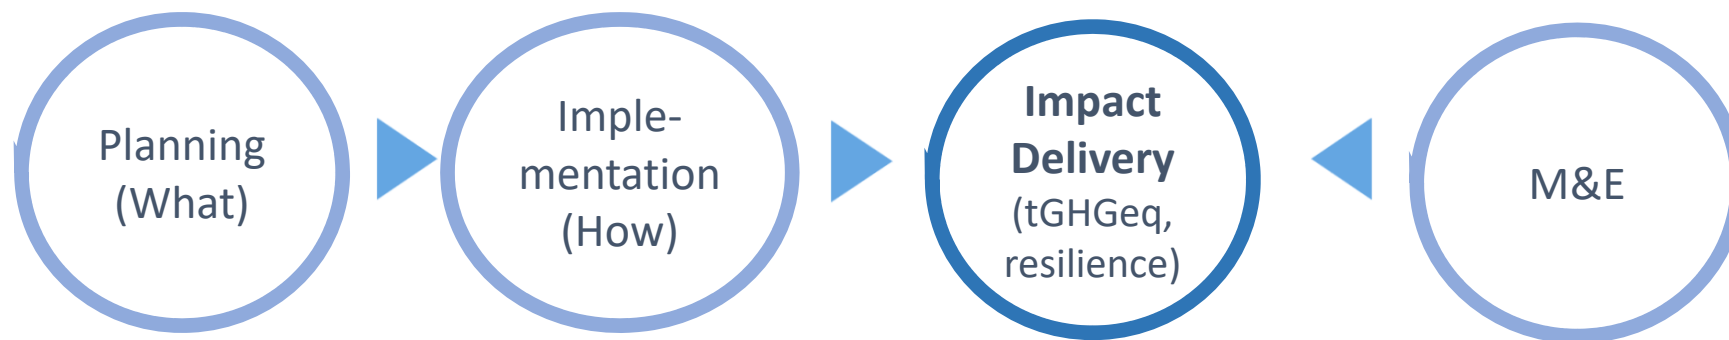 Planning
(What)
Imple-
mentation
(How)
Impact
Delivery
(tGHGeq,
resilience)
M&E